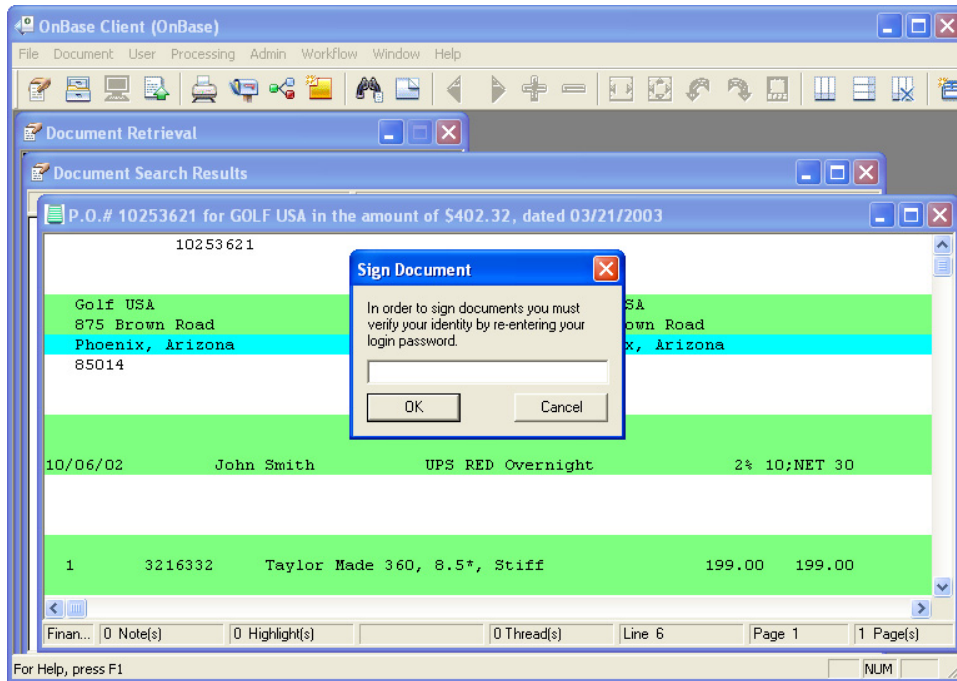 OnBase Client (OnBase)
File Document User Processing Admin Workflow Window Help
Document Retrieval
Document Search Results
P.O.# 10253621 for GOLF USA in the amount of $402.32, dated 03/21/2003
10253621
Sign Document
In order to sign documents you must
verify your identity by re-entering your
login password.
OK Cancel
Golf USA SA
875 Brown Road own Road
Phoenix, Arizona x, Arizona
85014
10/06/02 John Smith UPS RED Overnight 2% 10;NET 30
1 3216332 Taylor Made 360, 8.5*, Stiff 199.00 199.00
Finan... 0 Note(s) 0 Highlight(s) 0 Thread(s) Line 6 Page 1 1 Page(s)
For Help, press F1 NUM